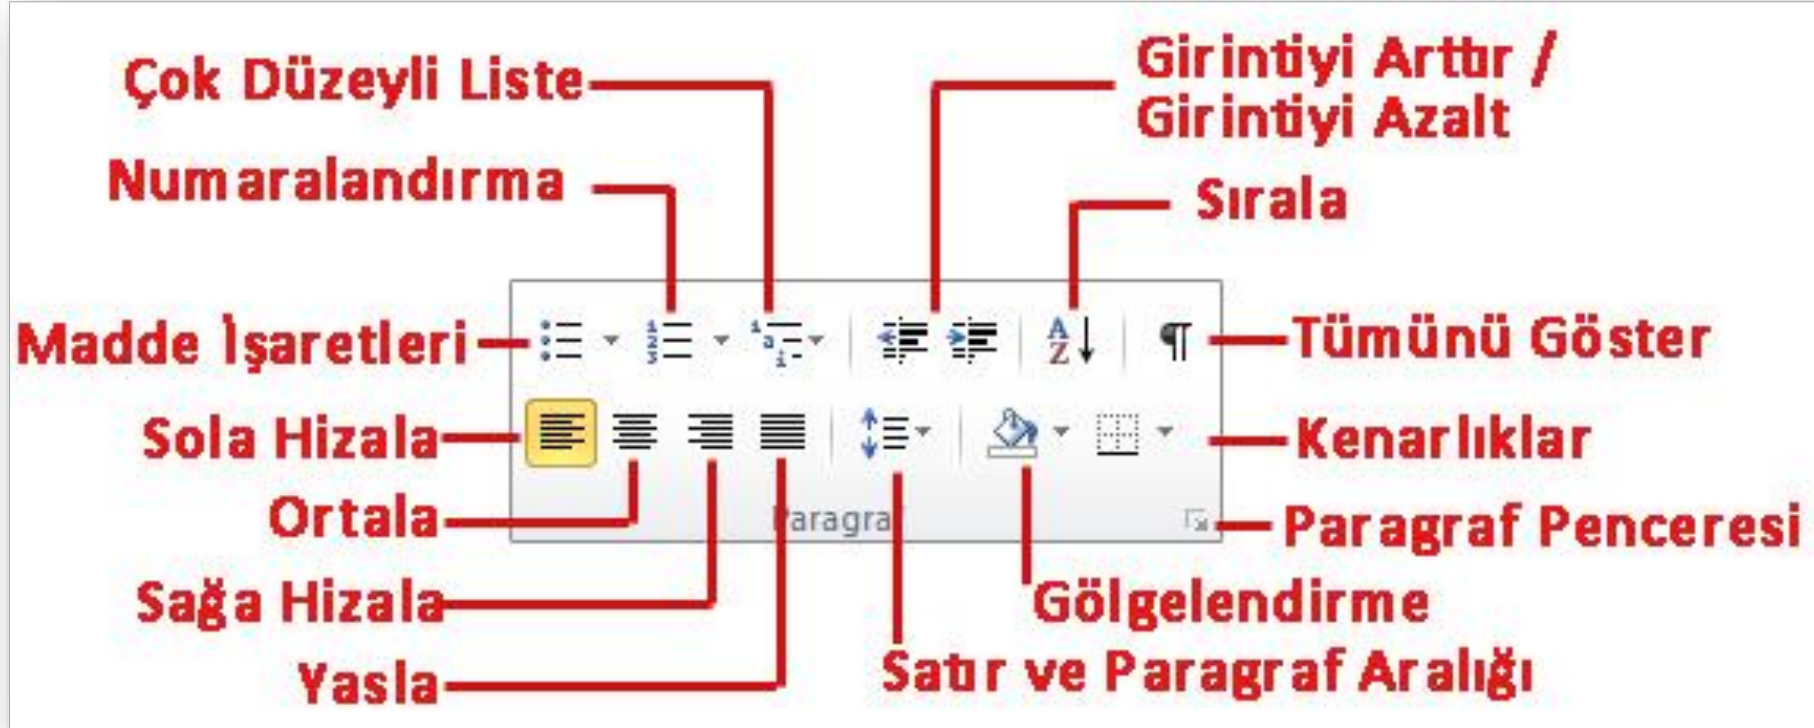 Çok Düzeyli Liste
Girintiyi Arttır /
Girintiyi Azalt
Numaralandırma
Sırala
Madde İşaretleri
Tümünü Göster
Sola Hizala
Kenarlıklar
Ortala
Paragraf
Paragraf Penceresi
Sağa Hizala
Gölgelendirme
Yasla
Satır ve Paragraf Aralığı